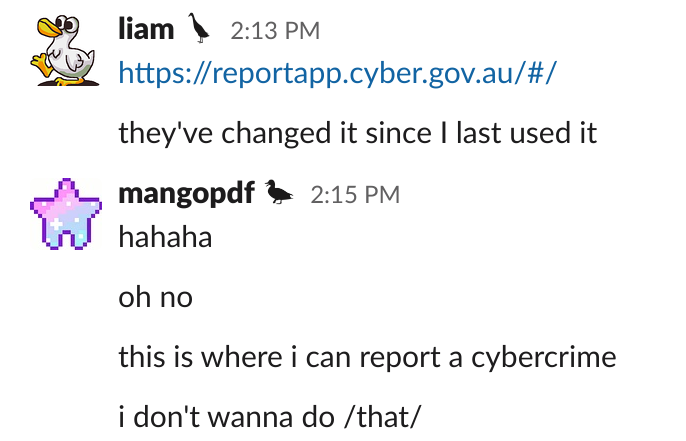 liam 2:13 PM
https://reportapp.cyber.gov.au/#/
they've changed it since I last used it
mangopdf 2:15 PM
hahaha
oh no
this is where i can report a cybercrime
i don't wanna do /that/